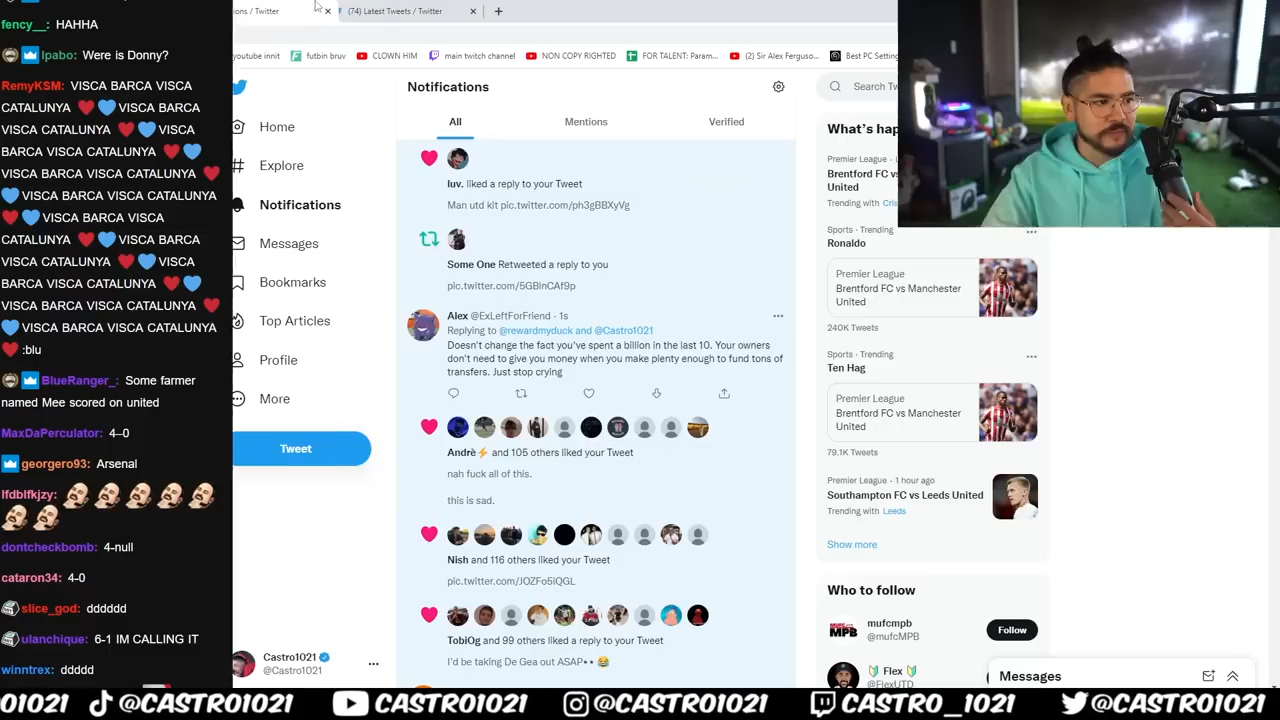 fency__: HAHHA
lpabo: Were is Donny?
RemyKSM: VISCA BARCA VISCA
CATALUNYA ❤️💙VISCA BARCA
VISCA CATALUNYA ❤️💙VISCA
BARCA VISCA CATALUNYA ❤️💙
VISCA BARCA VISCA CATALUNYA ❤️
💙VISCA BARCA VISCA CATALUNYA
❤️💙VISCA BARCA VISCA
CATALUNYA ❤️💙VISCA BARCA
VISCA CATALUNYA ❤️💙VISCA
BARCA VISCA CATALUNYA ❤️💙
VISCA BARCA VISCA CATALUNYA ❤️
💙VISCA BARCA VISCA CATALUNYA
❤️ :blu
BlueRanger_: Some farmer
named Mee scored on united
MaxDaPerculator: 4--0
georgero93: Arsenal
lfdblfkjzy:
dontcheckbomb: 4-null
cataron34: 4-0
slice_god: dddddd
ulanchique: 6-1 IM CALLING IT
winntrex: ddddd
ons / Twitter
(74) Latest Tweets / Twitter
youtube innit
futbin bruv
CLOWN HIM
main twitch channel
NON COPY RIGHTED
FOR TALENT: Param...
(2) Sir Alex Ferguso...
Best PC Setting
Home
Explore
Notifications
Messages
Bookmarks
Top Articles
Profile
More
Tweet
Castro1021
@Castro1021
Notifications
All
Mentions
Verified
luv. liked a reply to your Tweet
Man utd kit pic.twitter.com/ph3gBBXyVg
Some One Retweeted a reply to you
pic.twitter.com/5GBlnCAf9p
Alex @ExLeftForFriend · 1s
Replying to @rewardmyduck and @Castro1021
Doesn't change the fact you've spent a billion in the last 10. Your owners
don't need to give you money when you make plenty enough to fund tons of
transfers. Just stop crying
Andrè⚡ and 105 others liked your Tweet
nah fuck all of this.
this is sad.
Nish and 116 others liked your Tweet
pic.twitter.com/JOZFo5iQGL
TobiOg and 99 others liked a reply to your Tweet
I'd be taking De Gea out ASAP👀 😂
Search Tw
What's hap
Premier League · L
Brentford FC vs
United
Trending with Cris
Sports · Trending
Ronaldo
Premier League
Brentford FC vs Manchester
United
240K Tweets
Sports · Trending
Ten Hag
Premier League
Brentford FC vs Manchester
United
79.1K Tweets
Premier League · 1 hour ago
Southampton FC vs Leeds United
Trending with Leeds
Show more
Who to follow
MUFC
MPB
mufcmpb
@mufcMPB
Follow
🔰 Flex 🔰
@FlexUTD
Messages
O1021 @CASTRO1021 @CASTRO1021 @CASTRO1021 CASTRO_1021 @CASTRO1021